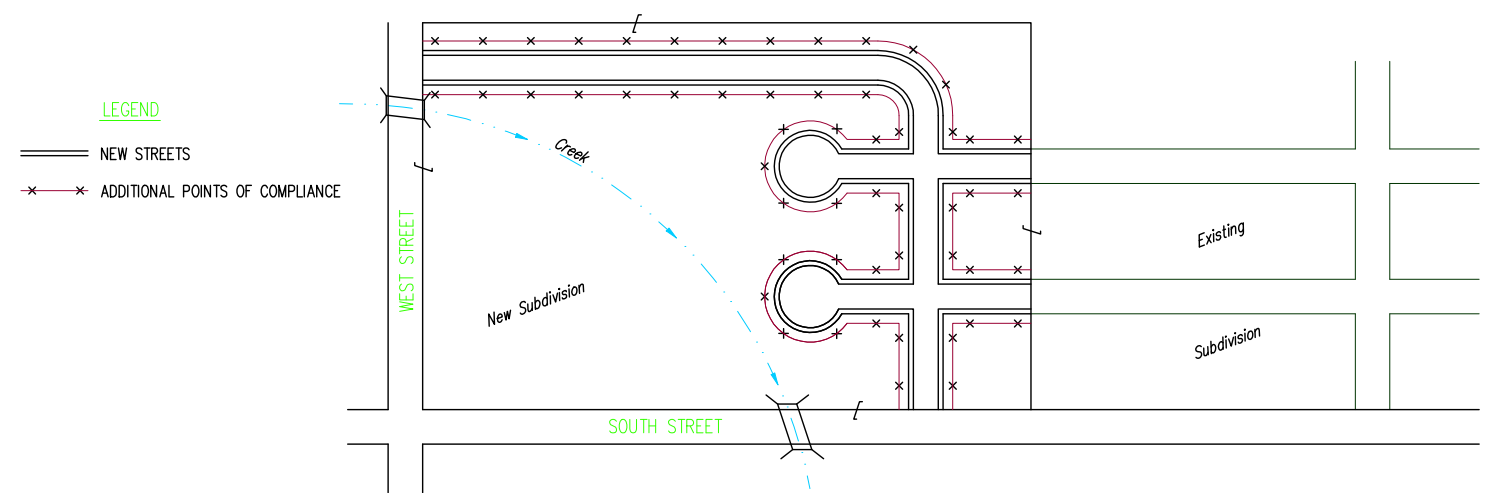 LEGEND
NEW STREETS
ADDITIONAL POINTS OF COMPLIANCE
Creek
WEST STREET
New Subdivision
Existing
Subdivision
SOUTH STREET